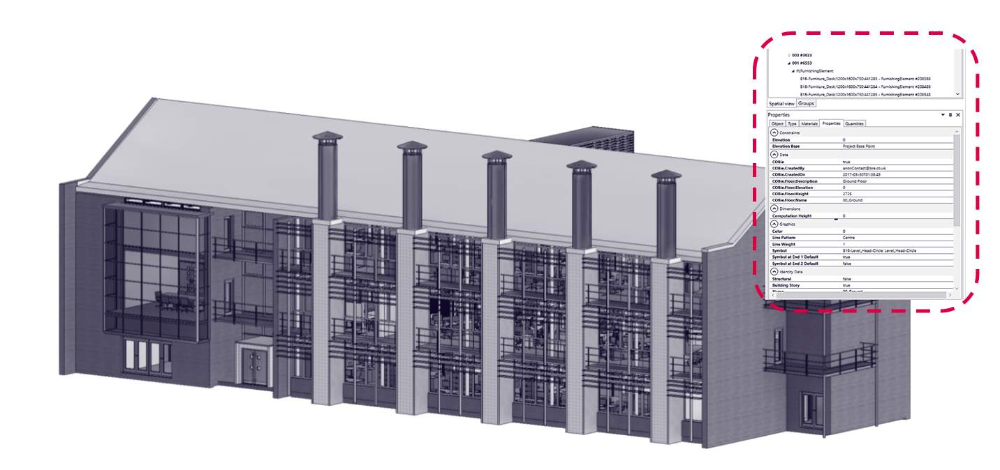 003 #3023
001 #6553
IfcFurnishingElement
B16-Furniture_Desk:1200x1600x750:441283 - FurnishingElement #208388
B16-Furniture_Desk:1200x1600x750:441284 - FurnishingElement #208486
B16-Furniture_Desk:1200x1600x750:441285 - FurnishingElement #208548
Spatial view Groups
Properties
Object Type Materials Properties Quantities
Constraints
Elevation 0
Elevation Base Project Base Point
Data
COBie true
COBie.CreatedBy anonContact@bre.co.uk
COBie.CreatedOn 2017-03-30T01:38:43
COBie.Floor.Description Ground Floor
COBie.Floor.Elevation 0
COBie.Floor.Height 2725
COBie.Floor.Name 00_Ground
Dimensions
Computation Height 0
Graphics
Color 0
Line Pattern Centre
Line Weight 1
Symbol B16-Level_Head-Circle: Level_Head-Circle
Symbol at End 1 Default true
Symbol at End 2 Default false
Identity Data
Structural false
Building Story true
Name 00_Ground